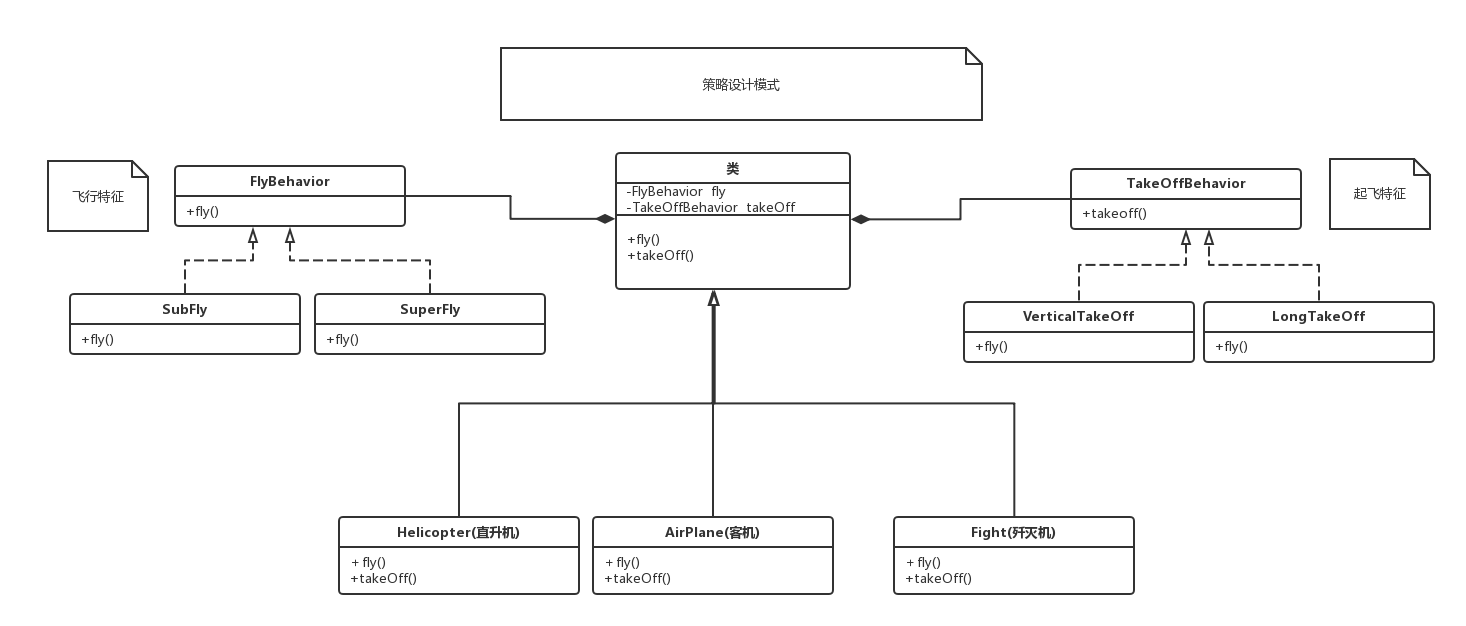 策略设计模式
飞行特征
FlyBehavior
+fly()
类
-FlyBehavior fly
-TakeOffBehavior takeOff
+fly()
+takeOff()
TakeOffBehavior
+takeoff()
起飞特征
SubFly
+fly()
SuperFly
+fly()
VerticalTakeOff
+fly()
LongTakeOff
+fly()
Helicopter(直升机)
+ fly()
+takeOff()
AirPlane(客机)
+ fly()
+takeOff()
Fight(歼灭机)
+ fly()
+takeOff()